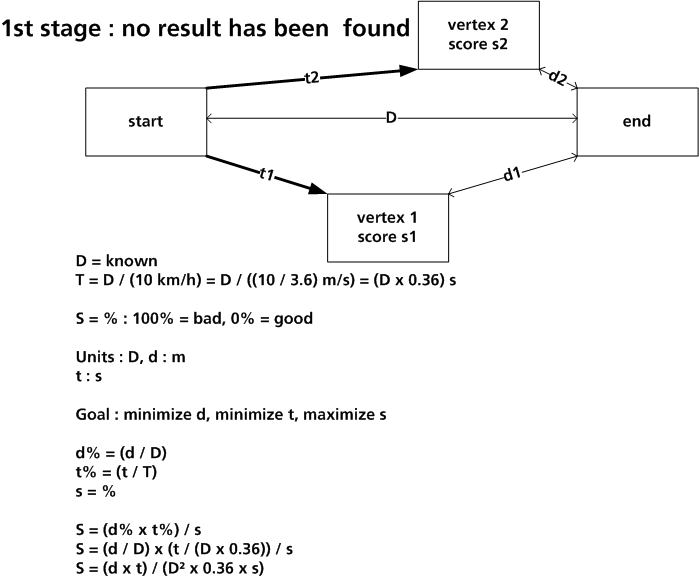 1st stage : no result has been found
vertex 2
score s2
t2
d2
start
D
end
t1
d1
vertex 1
score s1
D = known
T = D / (10 km/h) = D / ((10 / 3.6) m/s) = (D x 0.36) s
S = % : 100% = bad, 0% = good
Units : D, d : m
t : s
Goal : minimize d, minimize t, maximize s
d% = (d / D)
t% = (t / T)
s = %
S = (d% x t%) / s
S = (d / D) x (t / (D x 0.36)) / s
S = (d x t) / (D² x 0.36 x s)